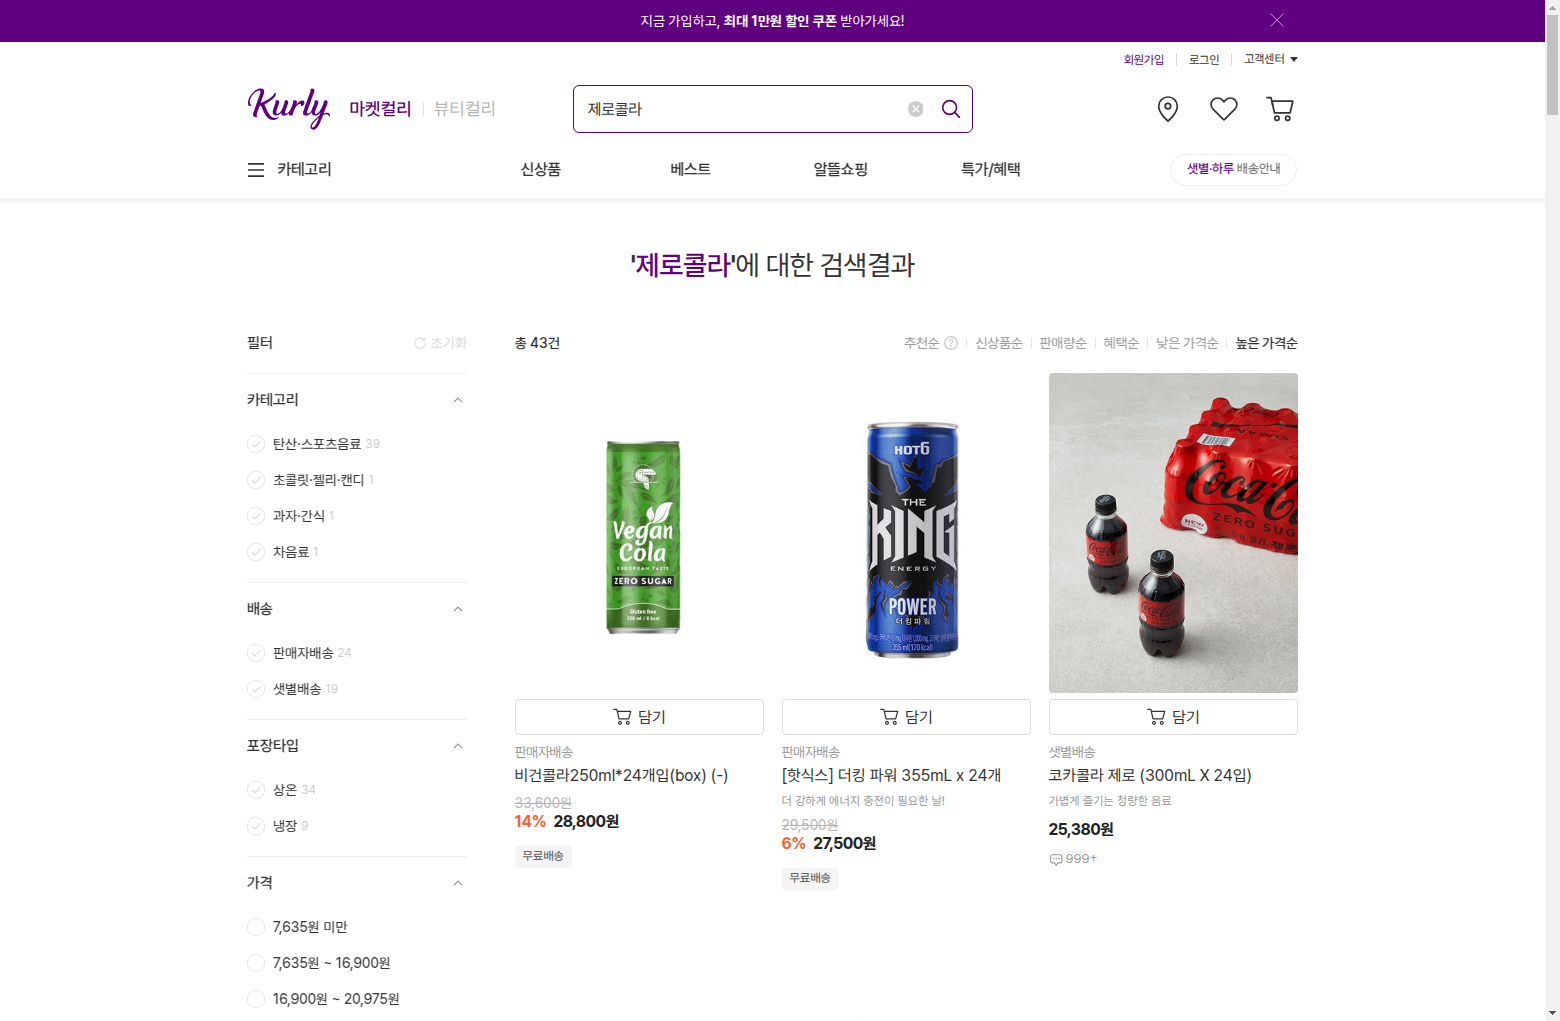 지금 가입하고, 최대 1만원 할인 쿠폰 받아가세요!
회원가입 로그인 고객센터
Kurly 마켓컬리 뷰티컬리 제로콜라
카테고리 신상품 베스트 알뜰쇼핑 특가/혜택 샛별·하루 배송안내
'제로콜라'에 대한 검색결과
필터 초기화
총 43건 추천순 신상품순 판매량순 혜택순 낮은 가격순 높은 가격순
카테고리
탄산·스포츠음료 39
초콜릿·젤리·캔디 1
과자·간식 1
차음료 1
배송
판매자배송 24
샛별배송 19
포장타입
상온 34
냉장 9
가격
7,635원 미만
7,635원 ~ 16,900원
16,900원 ~ 20,975원
Vegan
Cola
EUROPEAN TASTE
ZERO SUGAR
Gluten free
담기
판매자배송
비건콜라250ml*24개입(box) (-)
33,600원
14% 28,800원
무료배송
HOT6
THE
KING
ENERGY
POWER
더킹파워
355 ml(170 kcal)
담기
판매자배송
[핫식스] 더킹 파워 355mL x 24개
더 강하게 에너지 충전이 필요한 날!
29,500원
6% 27,500원
무료배송
Coca-Cola
ZERO SUG
NEW
담기
샛별배송
코카콜라 제로 (300mL X 24입)
가볍게 즐기는 청량한 음료
25,380원
999+